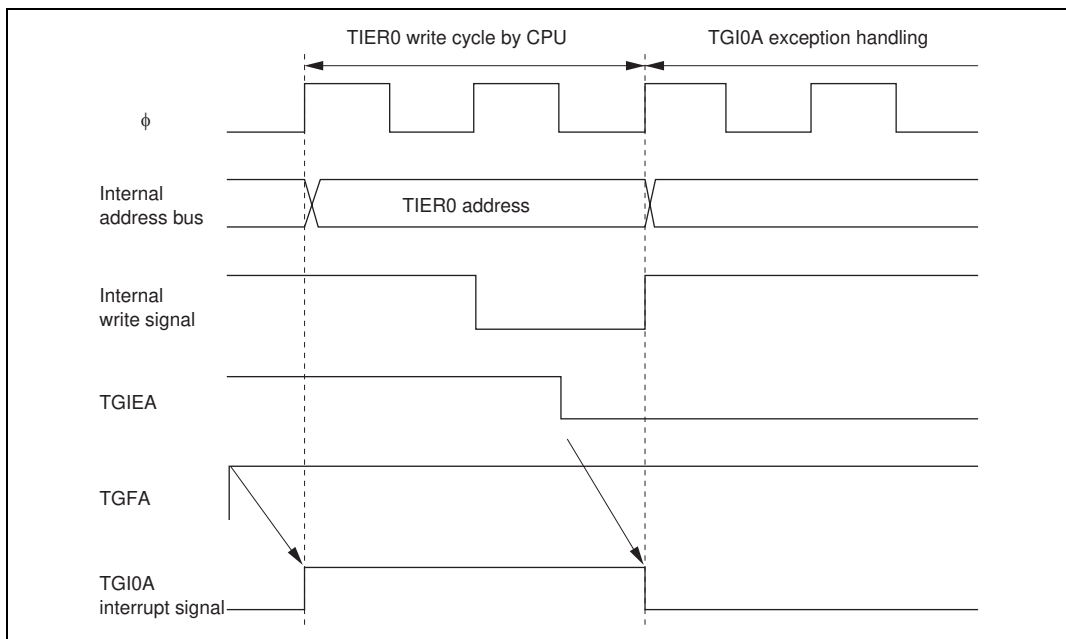 TIER0 write cycle by CPU
TGI0A exception handling
ϕ
Internal
address bus
TIER0 address
Internal
write signal
TGIEA
TGFA
TGI0A
interrupt signal